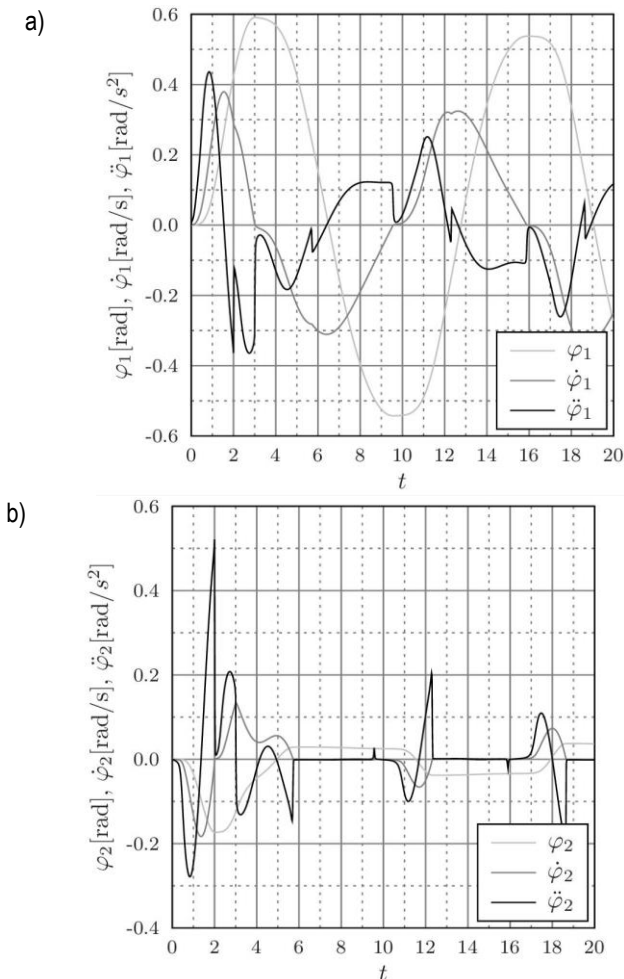 a)
0.6
0.4
0.2
0.0
-0.2
-0.4
-0.6
φ₁[rad], φ̇₁[rad/s], φ̈₁[rad/s²]
φ₁
φ̇₁
φ̈₁
0 2 4 6 8 10 12 14 16 18 20
t
b)
0.6
0.4
0.2
0.0
-0.2
-0.4
φ₂[rad], φ̇₂[rad/s], φ̈₂[rad/s²]
φ₂
φ̇₂
φ̈₂
0 2 4 6 8 10 12 14 16 18 20
t